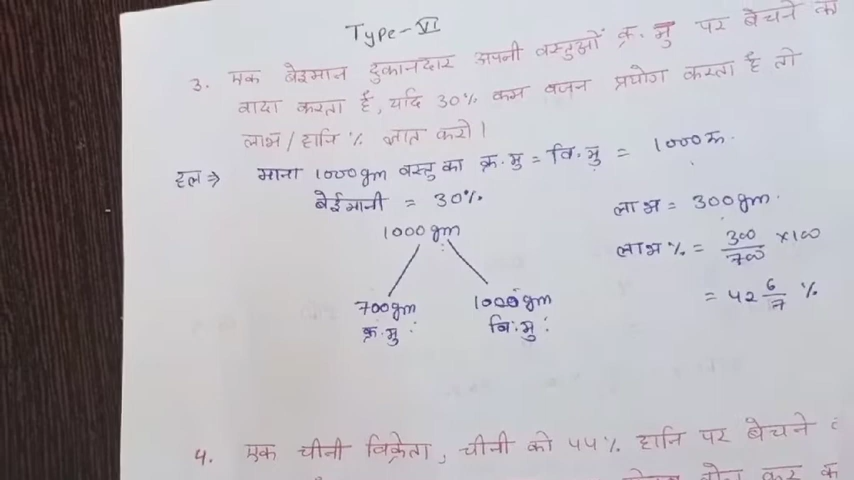 Type-VI
3. एक बेइमान दुकानदार अपनी वस्तुओं क्र.मु पर बेचने का
वादा करता है, यदि 30% कम वजन प्रयोग करता है तो
लाभ/हानि % ज्ञात करो।
हल ⇒ माना 1000gm वस्तु का क्र.मु = वि.मु = 1000रू.
बेईमानी = 30%
लाभ = 300gm.
1000gm
लाभ % = 300/700 ×100
700gm 1000gm
= 42 6/7 %
क्र.मु वि.मु
4. एक चीनी विक्रेता, चीनी को 44% हानि पर बेचने